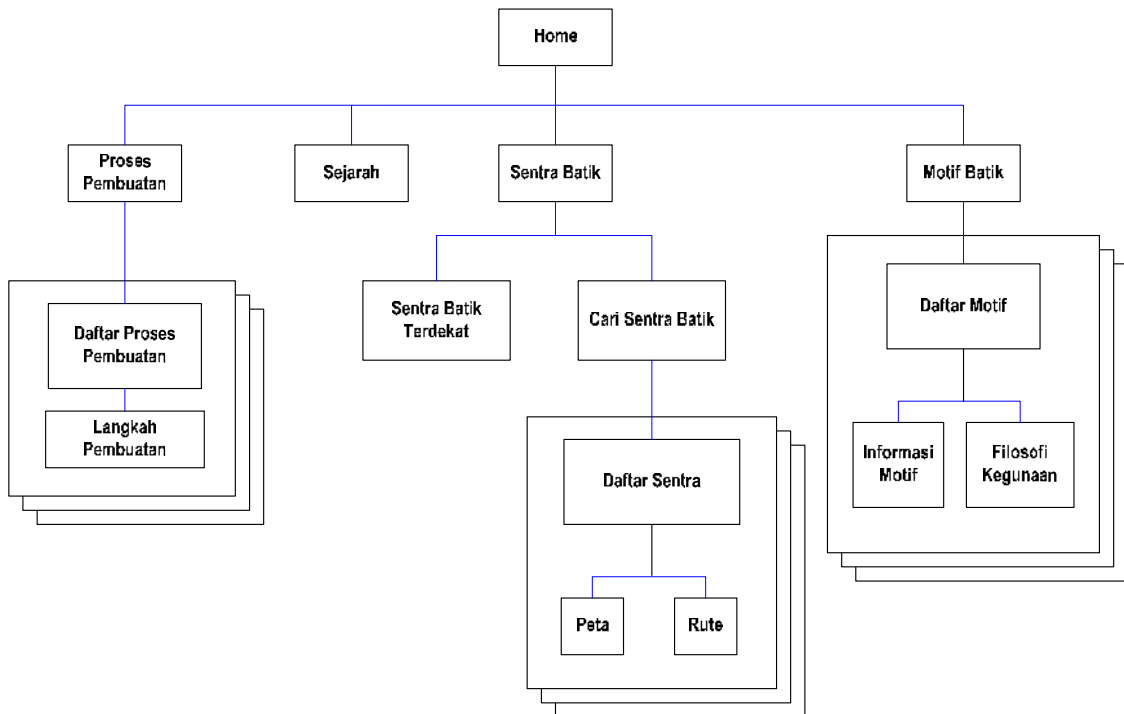 Home
Proses
Pembuatan
Sejarah
Sentra Batik
Motif Batik
Daftar Proses
Pembuatan
Langkah
Pembuatan
Sentra Batik
Terdekat
Cari Sentra Batik
Daftar Sentra
Peta
Rute
Daftar Motif
Informasi
Motif
Filosofi
Kegunaan